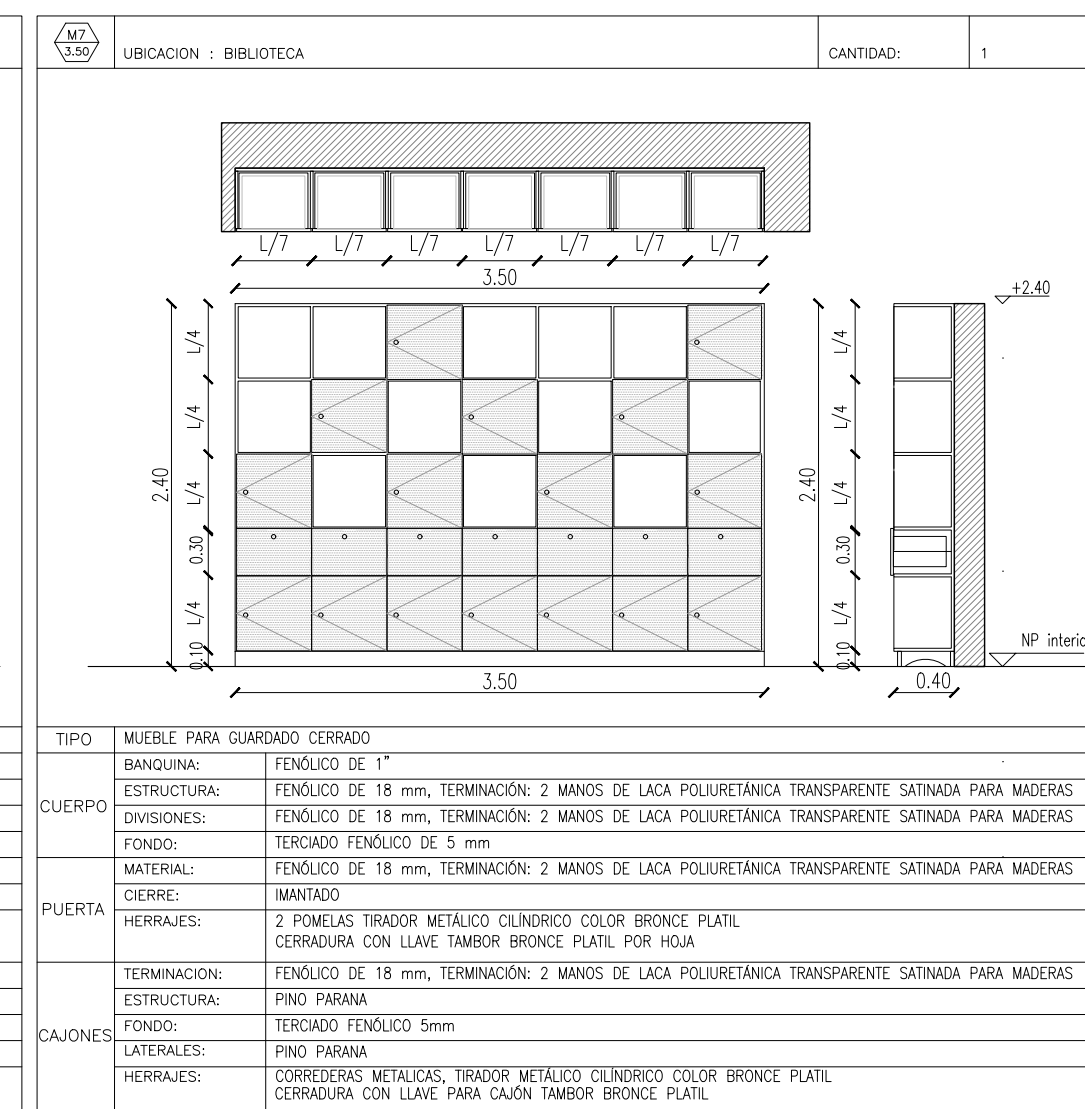 M7
3.50
UBICACION : BIBLIOTECA
CANTIDAD:
1
L/7 L/7 L/7 L/7 L/7 L/7 L/7
3.50
+2.40
L/4
L/4
L/4
0.30
L/4
0.10
2.40
2.40
L/4
L/4
L/4
0.30
L/4
0.10
NP interio
3.50
0.40
TIPO
MUEBLE PARA GUARDADO CERRADO
CUERPO
BANQUINA: FENÓLICO DE 1”
ESTRUCTURA: FENÓLICO DE 18 mm, TERMINACIÓN: 2 MANOS DE LACA POLIURETÁNICA TRANSPARENTE SATINADA PARA MADERAS
DIVISIONES: FENÓLICO DE 18 mm, TERMINACIÓN: 2 MANOS DE LACA POLIURETÁNICA TRANSPARENTE SATINADA PARA MADERAS
FONDO: TERCIADO FENÓLICO DE 5 mm
PUERTA
MATERIAL: FENÓLICO DE 18 mm, TERMINACIÓN: 2 MANOS DE LACA POLIURETÁNICA TRANSPARENTE SATINADA PARA MADERAS
CIERRE: IMANTADO
HERRAJES: 2 POMELAS TIRADOR METÁLICO CILÍNDRICO COLOR BRONCE PLATIL
CERRADURA CON LLAVE TAMBOR BRONCE PLATIL POR HOJA
CAJONES
TERMINACION: FENÓLICO DE 18 mm, TERMINACIÓN: 2 MANOS DE LACA POLIURETÁNICA TRANSPARENTE SATINADA PARA MADERAS
ESTRUCTURA: PINO PARANA
FONDO: TERCIADO FENÓLICO 5mm
LATERALES: PINO PARANA
HERRAJES: CORREDERAS METALICAS, TIRADOR METÁLICO CILÍNDRICO COLOR BRONCE PLATIL
CERRADURA CON LLAVE PARA CAJÓN TAMBOR BRONCE PLATIL